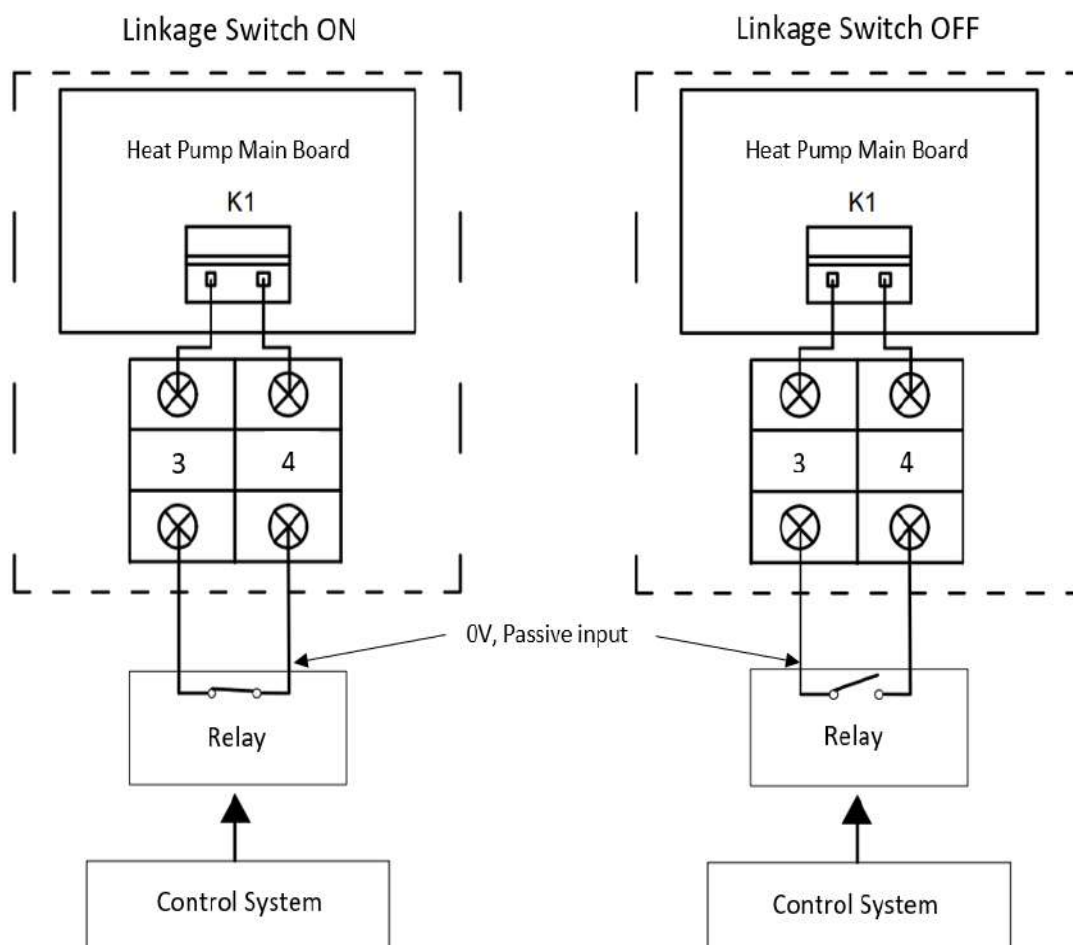 Linkage Switch ON
Linkage Switch OFF
Heat Pump Main Board
Heat Pump Main Board
K1
K1
3
4
3
4
0V, Passive input
Relay
Relay
Control System
Control System